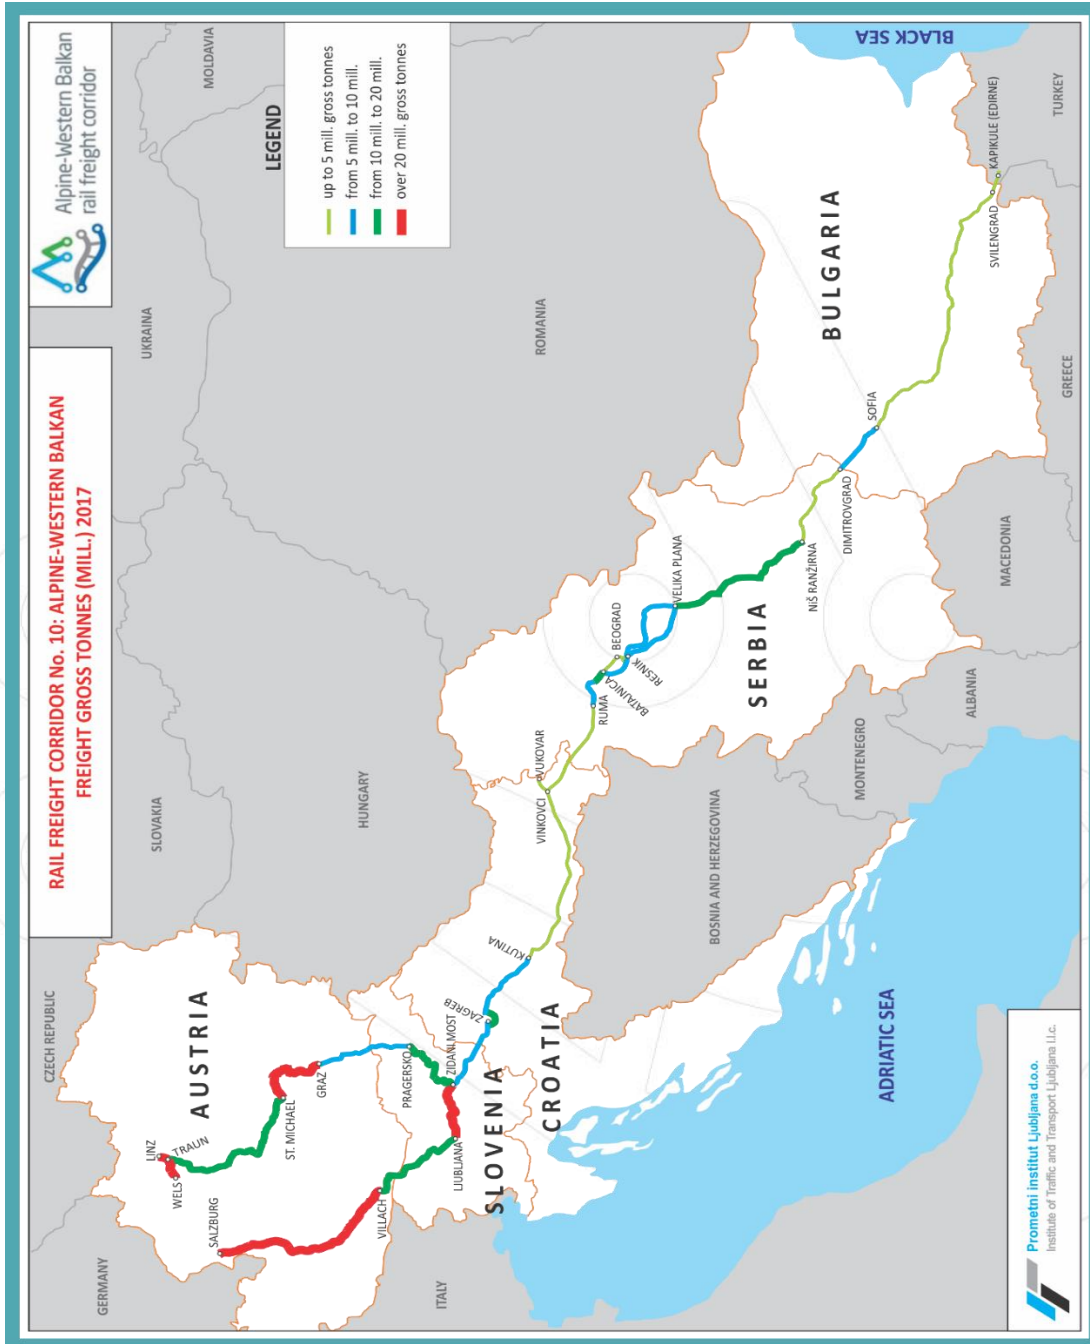 RAIL FREIGHT CORRIDOR No. 10: ALPINE-WESTERN BALKAN
FREIGHT GROSS TONNES (MILL.) 2017
Alpine-Western Balkan
rail freight corridor
LEGEND
up to 5 mill. gross tonnes
from 5 mill. to 10 mill.
from 10 mill. to 20 mill.
over 20 mill. gross tonnes
CZECH REPUBLIC
SLOVAKIA
UKRAINA
MOLDAVIA
GERMANY
AUSTRIA
LINZ
TRAUN
WELS
SALZBURG
ST. MICHAEL
GRAZ
VILLACH
HUNGARY
ROMANIA
ITALY
PRAGERSKO
ZIDANI MOST
LJUBLJANA
SLOVENIA
CROATIA
ZAGREB
KUTINA
VINKOVCI
VUKOVAR
RUMA
BATAJNICA
BEOGRAD
RESNIK
VELIKA PLANA
SERBIA
NiŠ RANŽIRNA
DIMITROVGRAD
SOFIA
BULGARIA
SVILENGRAD
KAPIKULE (EDIRNE)
BLACK SEA
TURKEY
GREECE
MACEDONIA
ALBANIA
MONTENEGRO
BOSNIA AND HERZEGOVINA
ADRIATIC SEA
Prometni institut Ljubljana d.o.o.
Institute of Traffic and Transport Ljubljana l.l.c.